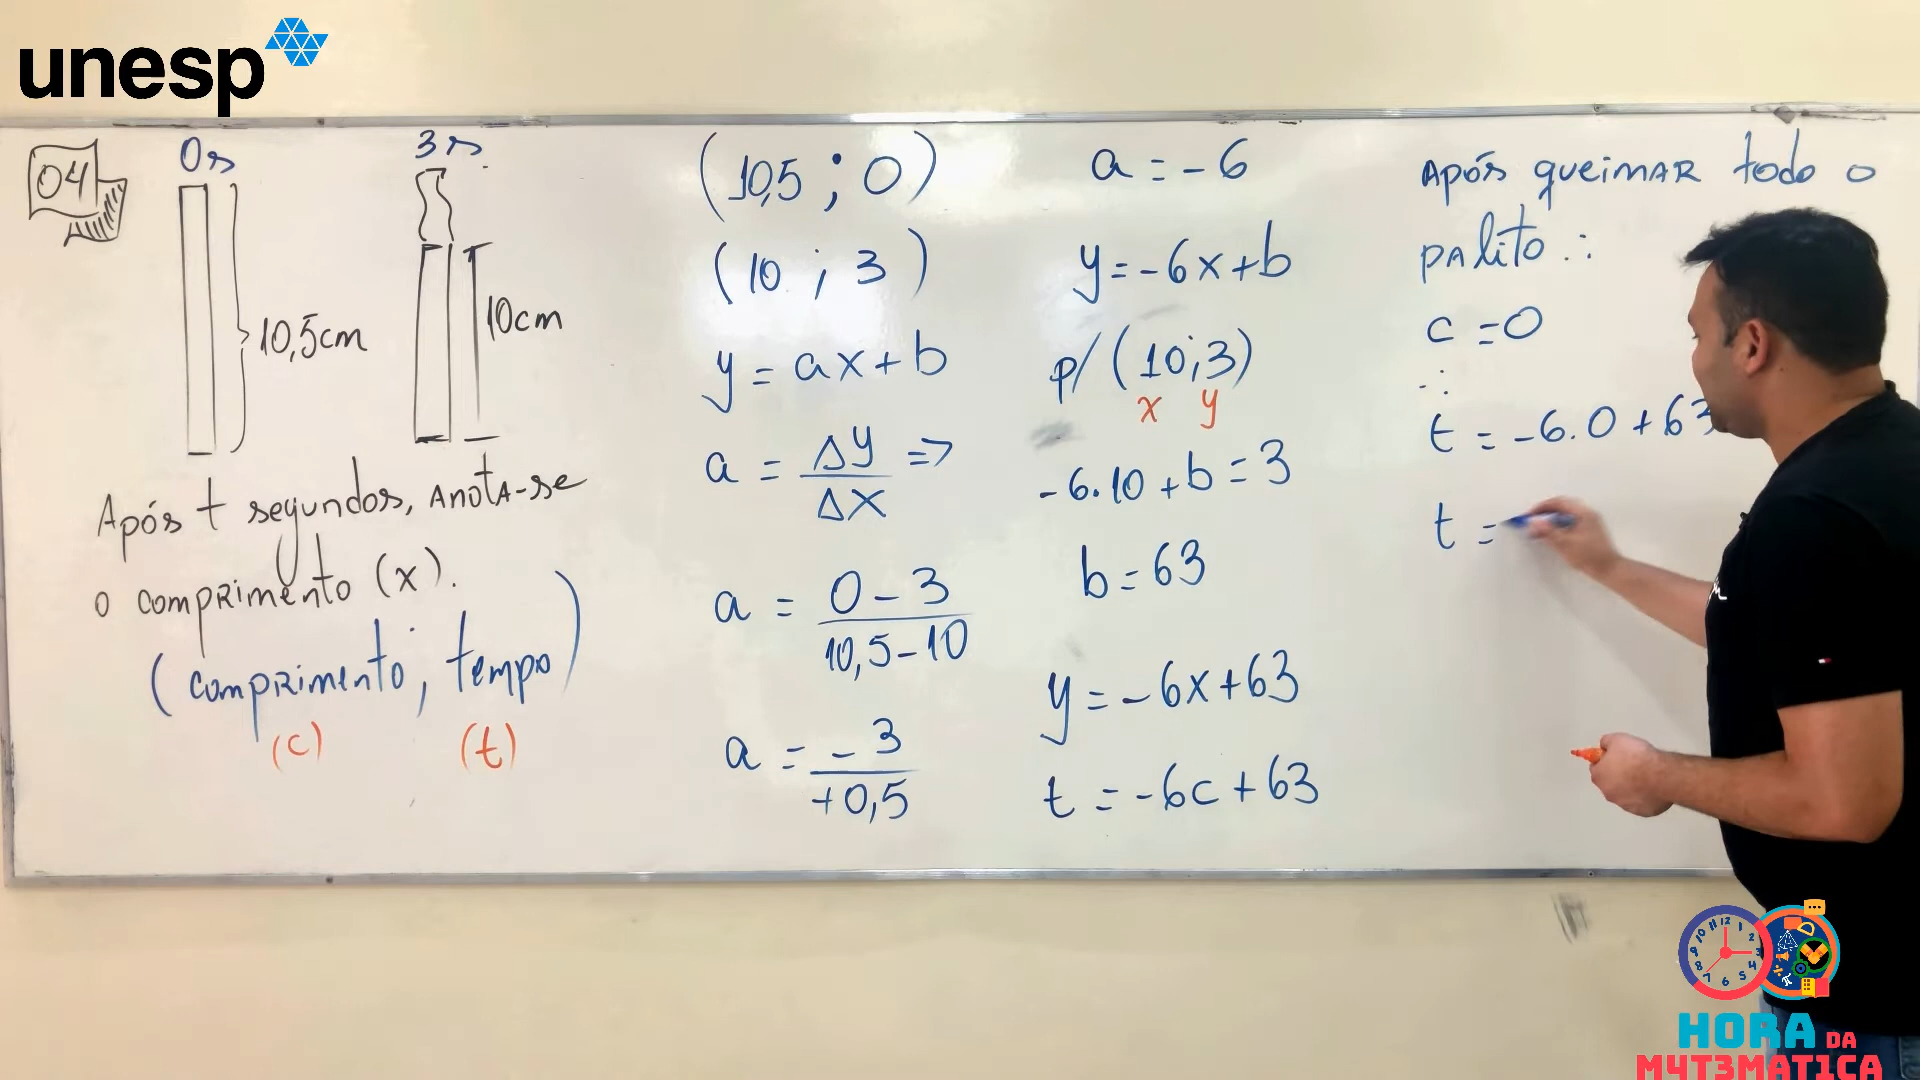 unesp
04
0s
3s.
10,5cm
10cm
Após t segundos, anota-se
o comprimento (x).
(comprimento; tempo)
(c) (t)
(10,5 ; 0)
(10 ; 3)
y = ax + b
a = Δy/Δx =>
a = 0 - 3 / 10,5 - 10
a = - 3 / +0,5
a = -6
y = -6x + b
p/ (10;3)
x y
-6.10 + b = 3
b = 63
y = -6x + 63
t = -6c + 63
Após queimar todo o
palito ∴
c = 0
∴
t = -6.0 + 63
t =
HORA DA
M4T3MAT1CA